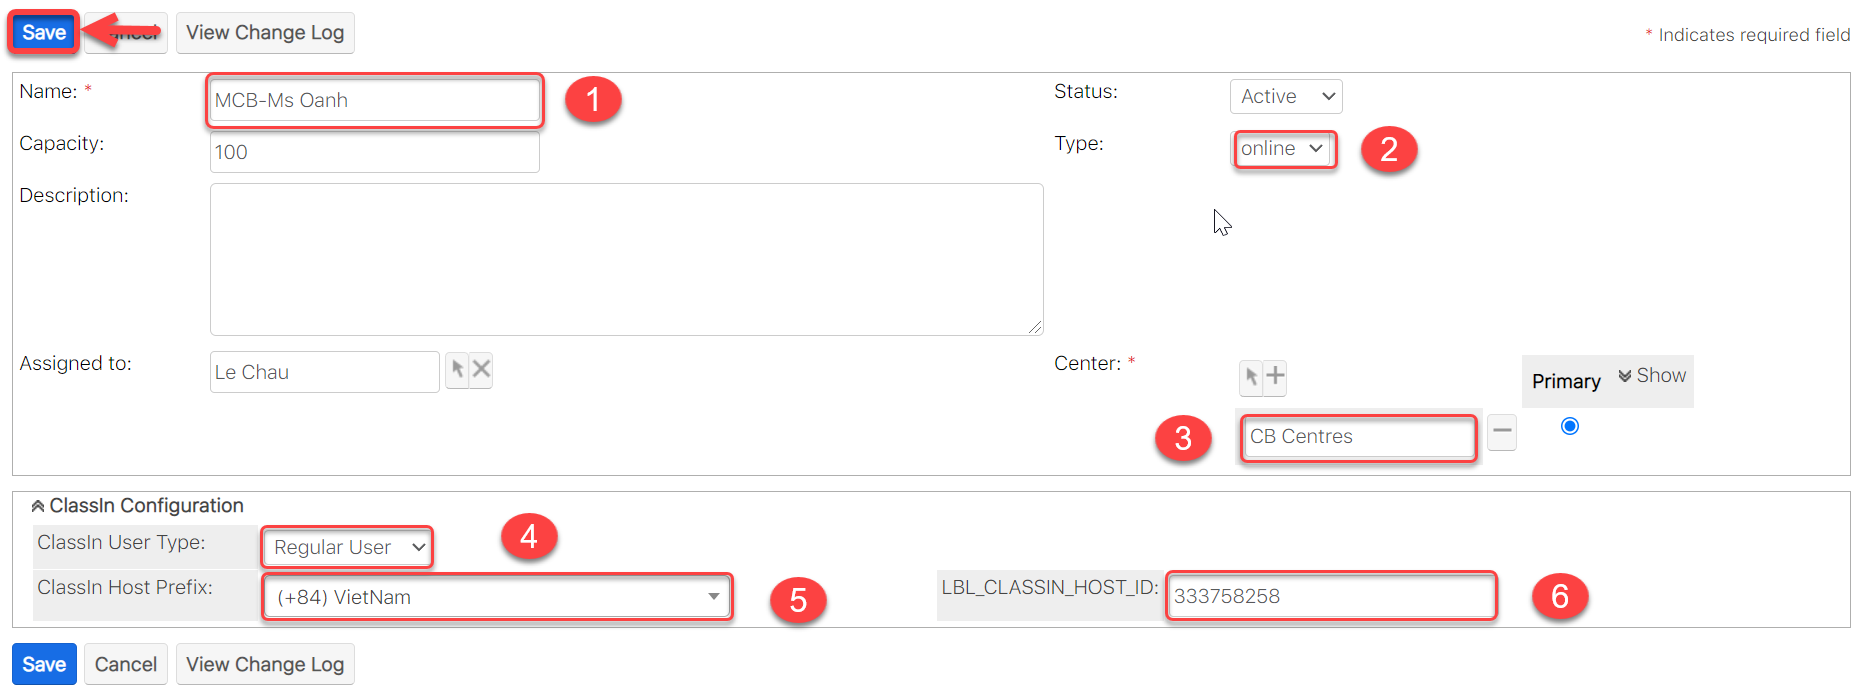 Save Cancel View Change Log
* Indicates required field
Name: * MCB-Ms Oanh 1 Status: Active
Capacity: 100 Type: online 2
Description:
Assigned to: Le Chau Center: * Primary Show
3 CB Centres
ClassIn Configuration
ClassIn User Type: Regular User 4
ClassIn Host Prefix: (+84) VietNam 5 LBL_CLASSIN_HOST_ID: 333758258 6
Save Cancel View Change Log